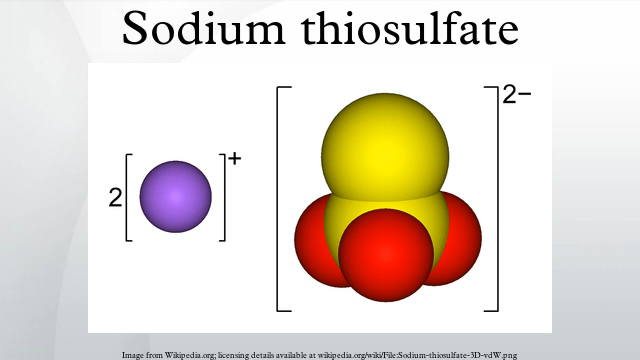 Sodium thiosulfate
2 +
2−
Image from Wikipedia.org; licensing details available at wikipedia.org/wiki/File:Sodium-thiosulfate-3D-vdW.png